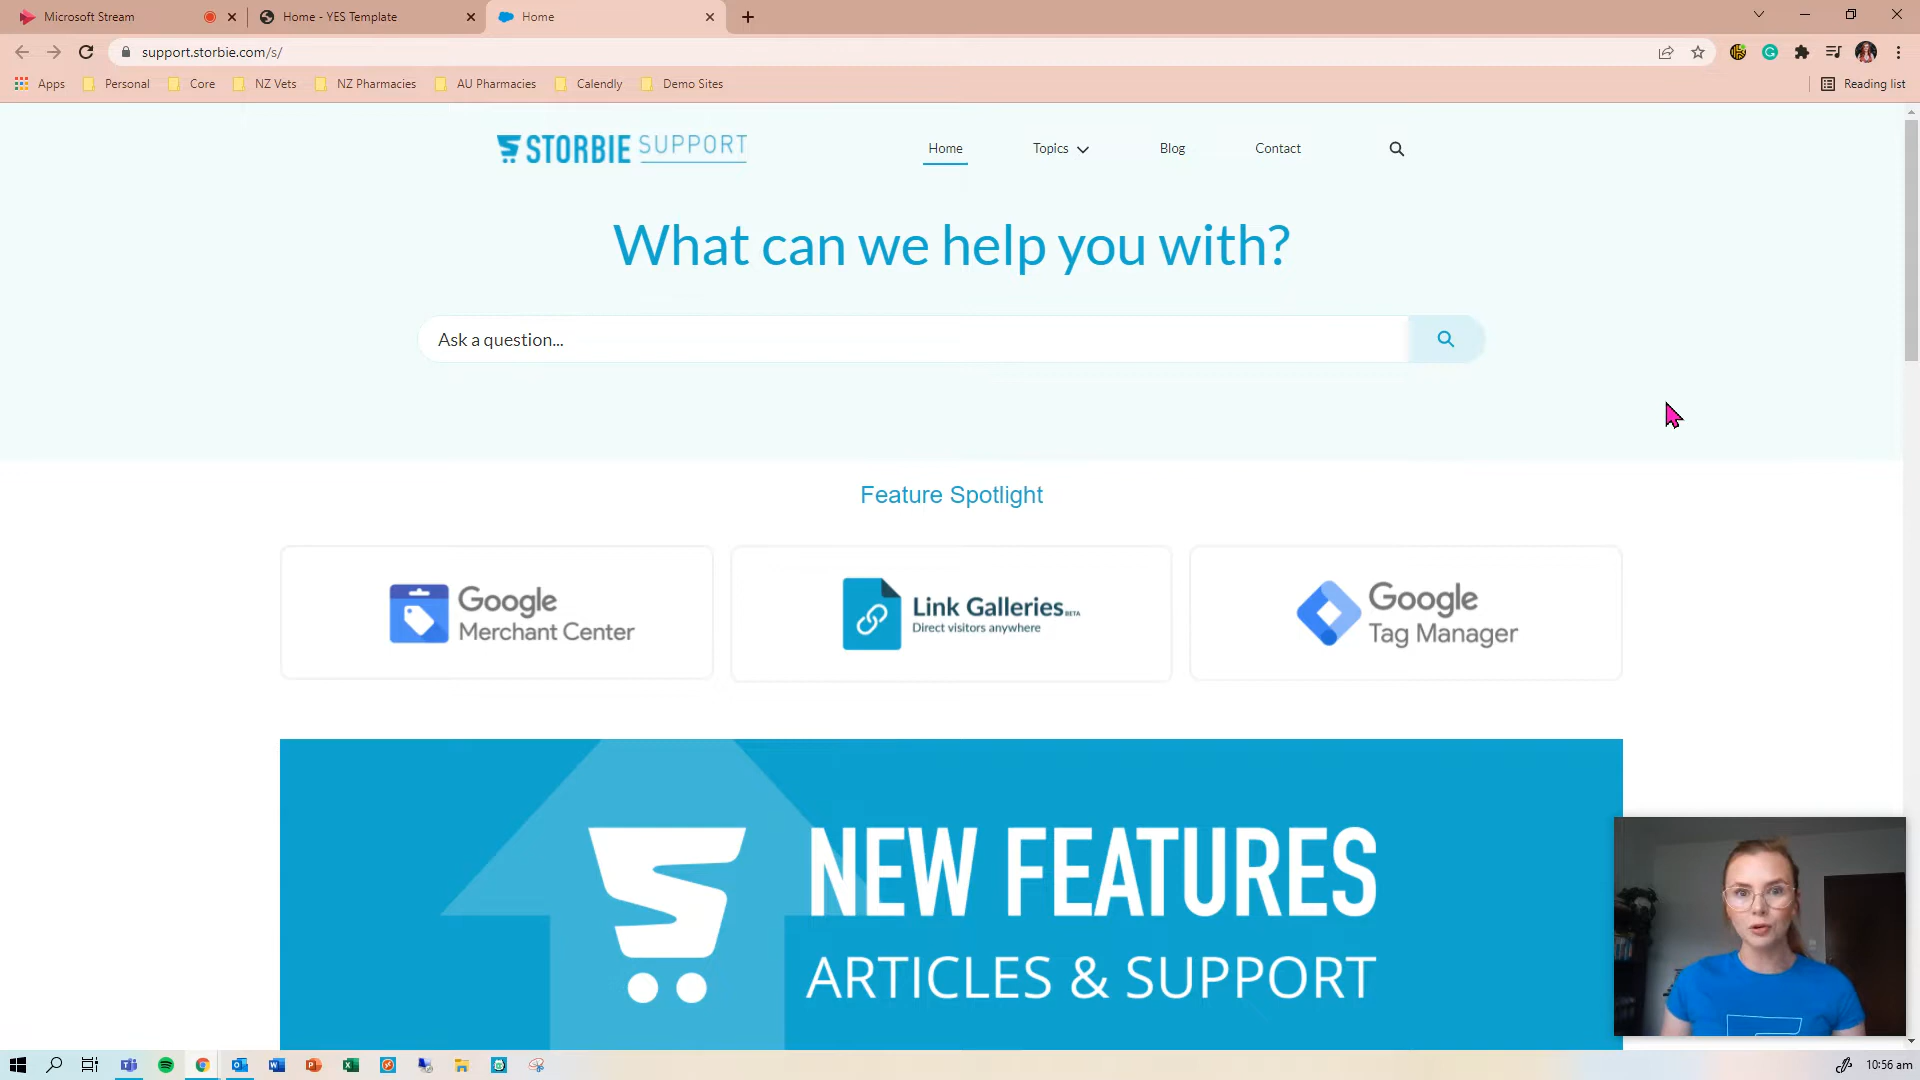 Microsoft Stream
Home - YES Template
Home
support.storbie.com/s/
Apps
Personal
Core
NZ Vets
NZ Pharmacies
AU Pharmacies
Calendly
Demo Sites
Reading list
STORBIE SUPPORT
Home
Topics
Blog
Contact
What can we help you with?
Ask a question...
Feature Spotlight
Google
Merchant Center
Link Galleries BETA
Direct visitors anywhere
Google
Tag Manager
NEW FEATURES
ARTICLES & SUPPORT
10:56 am